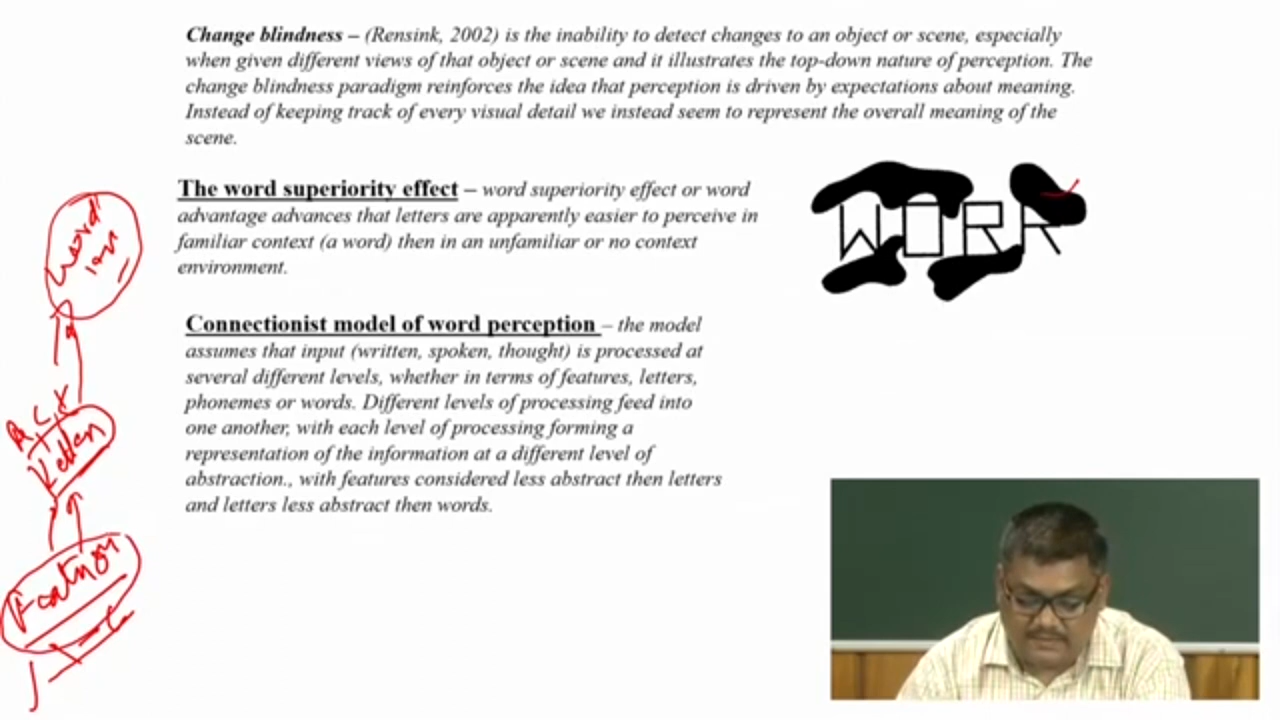 Change blindness – (Rensink, 2002) is the inability to detect changes to an object or scene, especially
when given different views of that object or scene and it illustrates the top-down nature of perception. The
change blindness paradigm reinforces the idea that perception is driven by expectations about meaning.
Instead of keeping track of every visual detail we instead seem to represent the overall meaning of the
scene.
The word superiority effect – word superiority effect or word
advantage advances that letters are apparently easier to perceive in
familiar context (a word) then in an unfamiliar or no context
environment.
WORK
Connectionist model of word perception – the model
assumes that input (written, spoken, thought) is processed at
several different levels, whether in terms of features, letters,
phonemes or words. Different levels of processing feed into
one another, with each level of processing forming a
representation of the information at a different level of
abstraction., with features considered less abstract then letters
and letters less abstract then words.
word